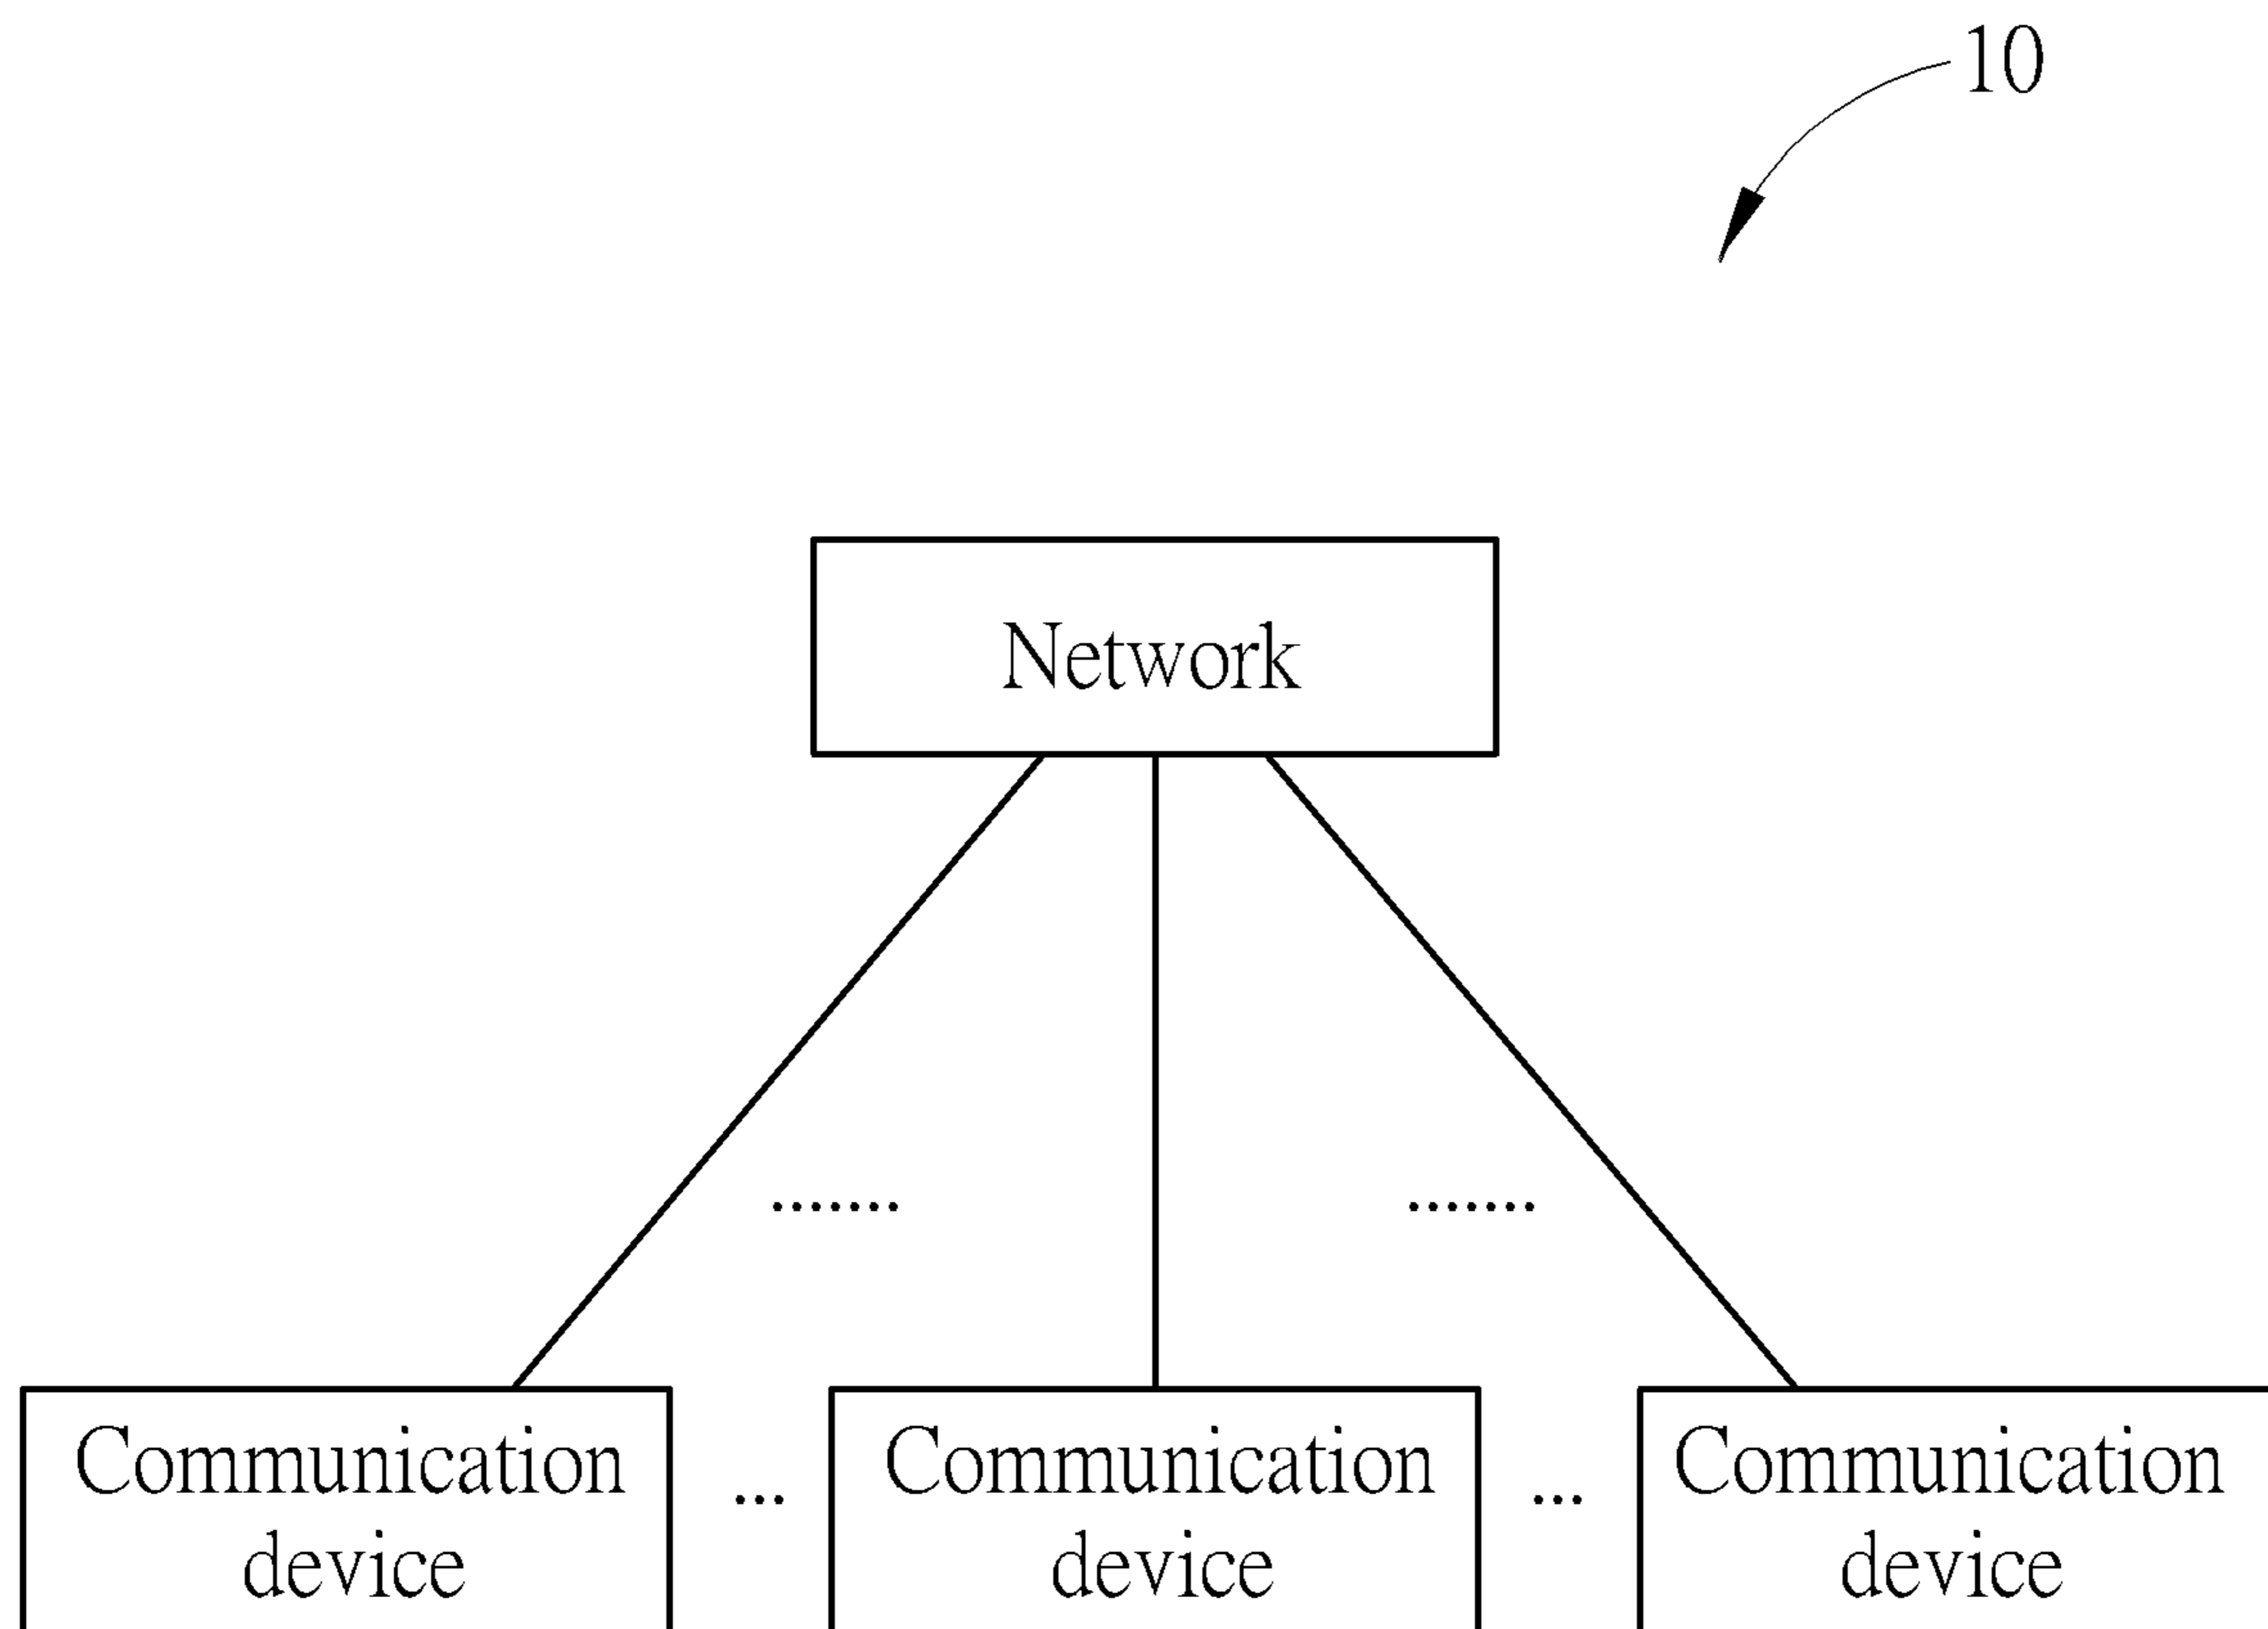 10
Network
.......
.......
Communication
device
...
Communication
device
...
Communication
device